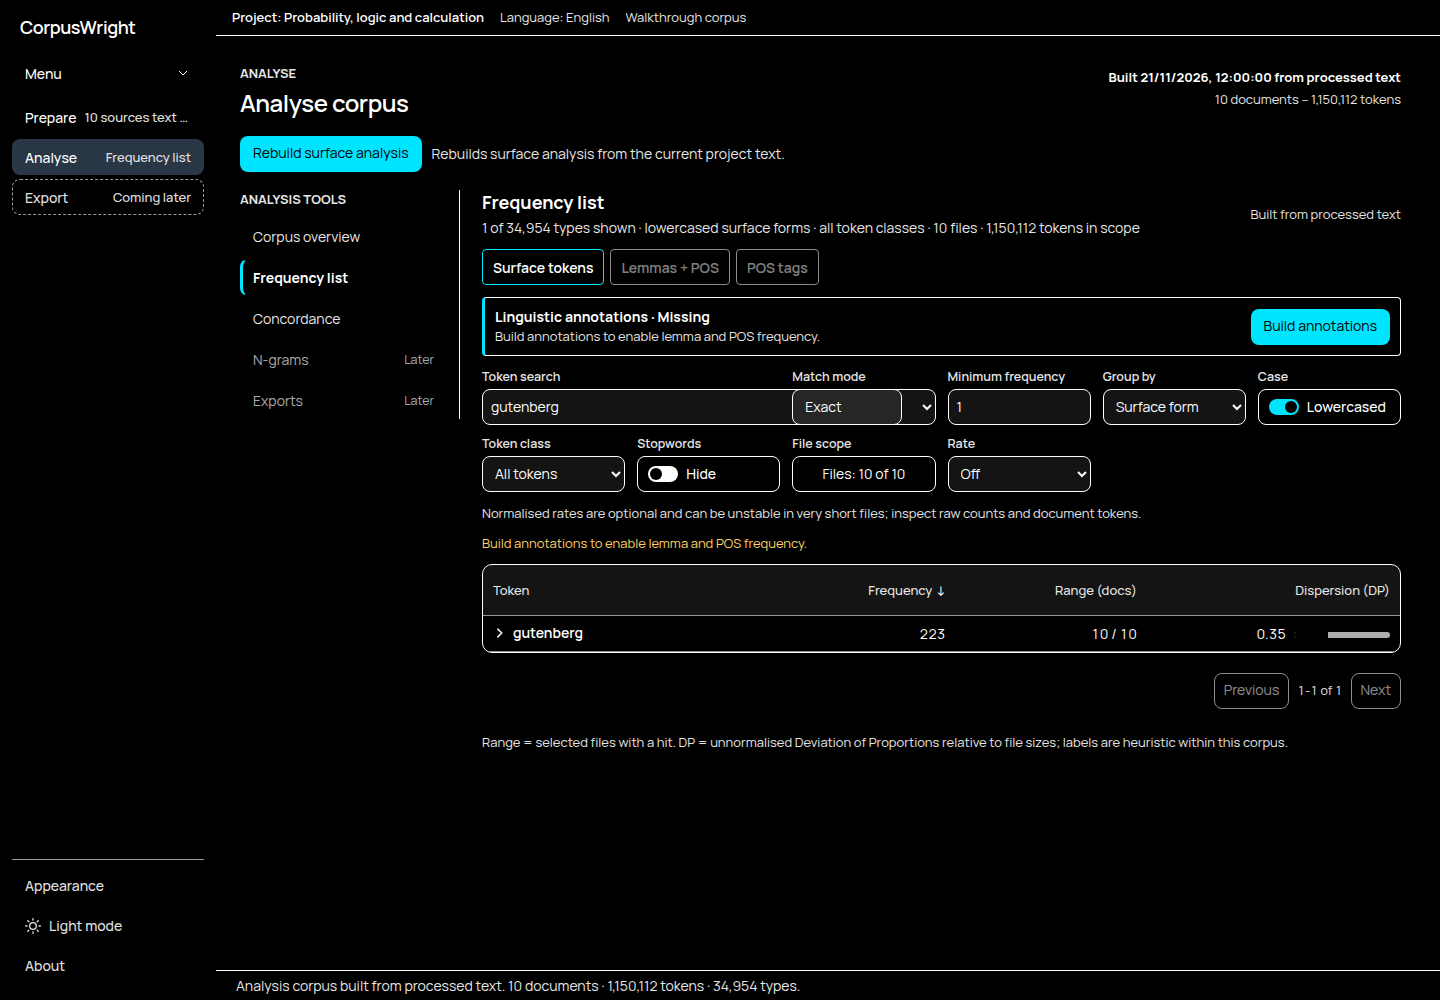 CorpusWright
Menu
Prepare 10 sources text ...
Analyse Frequency list
Export Coming later
Appearance
Light mode
About
Project: Probability, logic and calculation Language: English Walkthrough corpus
ANALYSE
Analyse corpus
Built 21/11/2026, 12:00:00 from processed text
10 documents – 1,150,112 tokens
Rebuild surface analysis Rebuilds surface analysis from the current project text.
ANALYSIS TOOLS
Corpus overview
Frequency list
Concordance
N-grams Later
Exports Later
Frequency list
1 of 34,954 types shown · lowercased surface forms · all token classes · 10 files · 1,150,112 tokens in scope
Built from processed text
Surface tokens Lemmas + POS POS tags
Linguistic annotations · Missing
Build annotations to enable lemma and POS frequency.
Build annotations
Token search Match mode Minimum frequency Group by Case
gutenberg Exact 1 Surface form Lowercased
Token class Stopwords File scope Rate
All tokens Hide Files: 10 of 10 Off
Normalised rates are optional and can be unstable in very short files; inspect raw counts and document tokens.
Build annotations to enable lemma and POS frequency.
Token Frequency ↓ Range (docs) Dispersion (DP)
gutenberg 223 10 / 10 0.35
Previous 1-1 of 1 Next
Range = selected files with a hit. DP = unnormalised Deviation of Proportions relative to file sizes; labels are heuristic within this corpus.
Analysis corpus built from processed text. 10 documents · 1,150,112 tokens · 34,954 types.